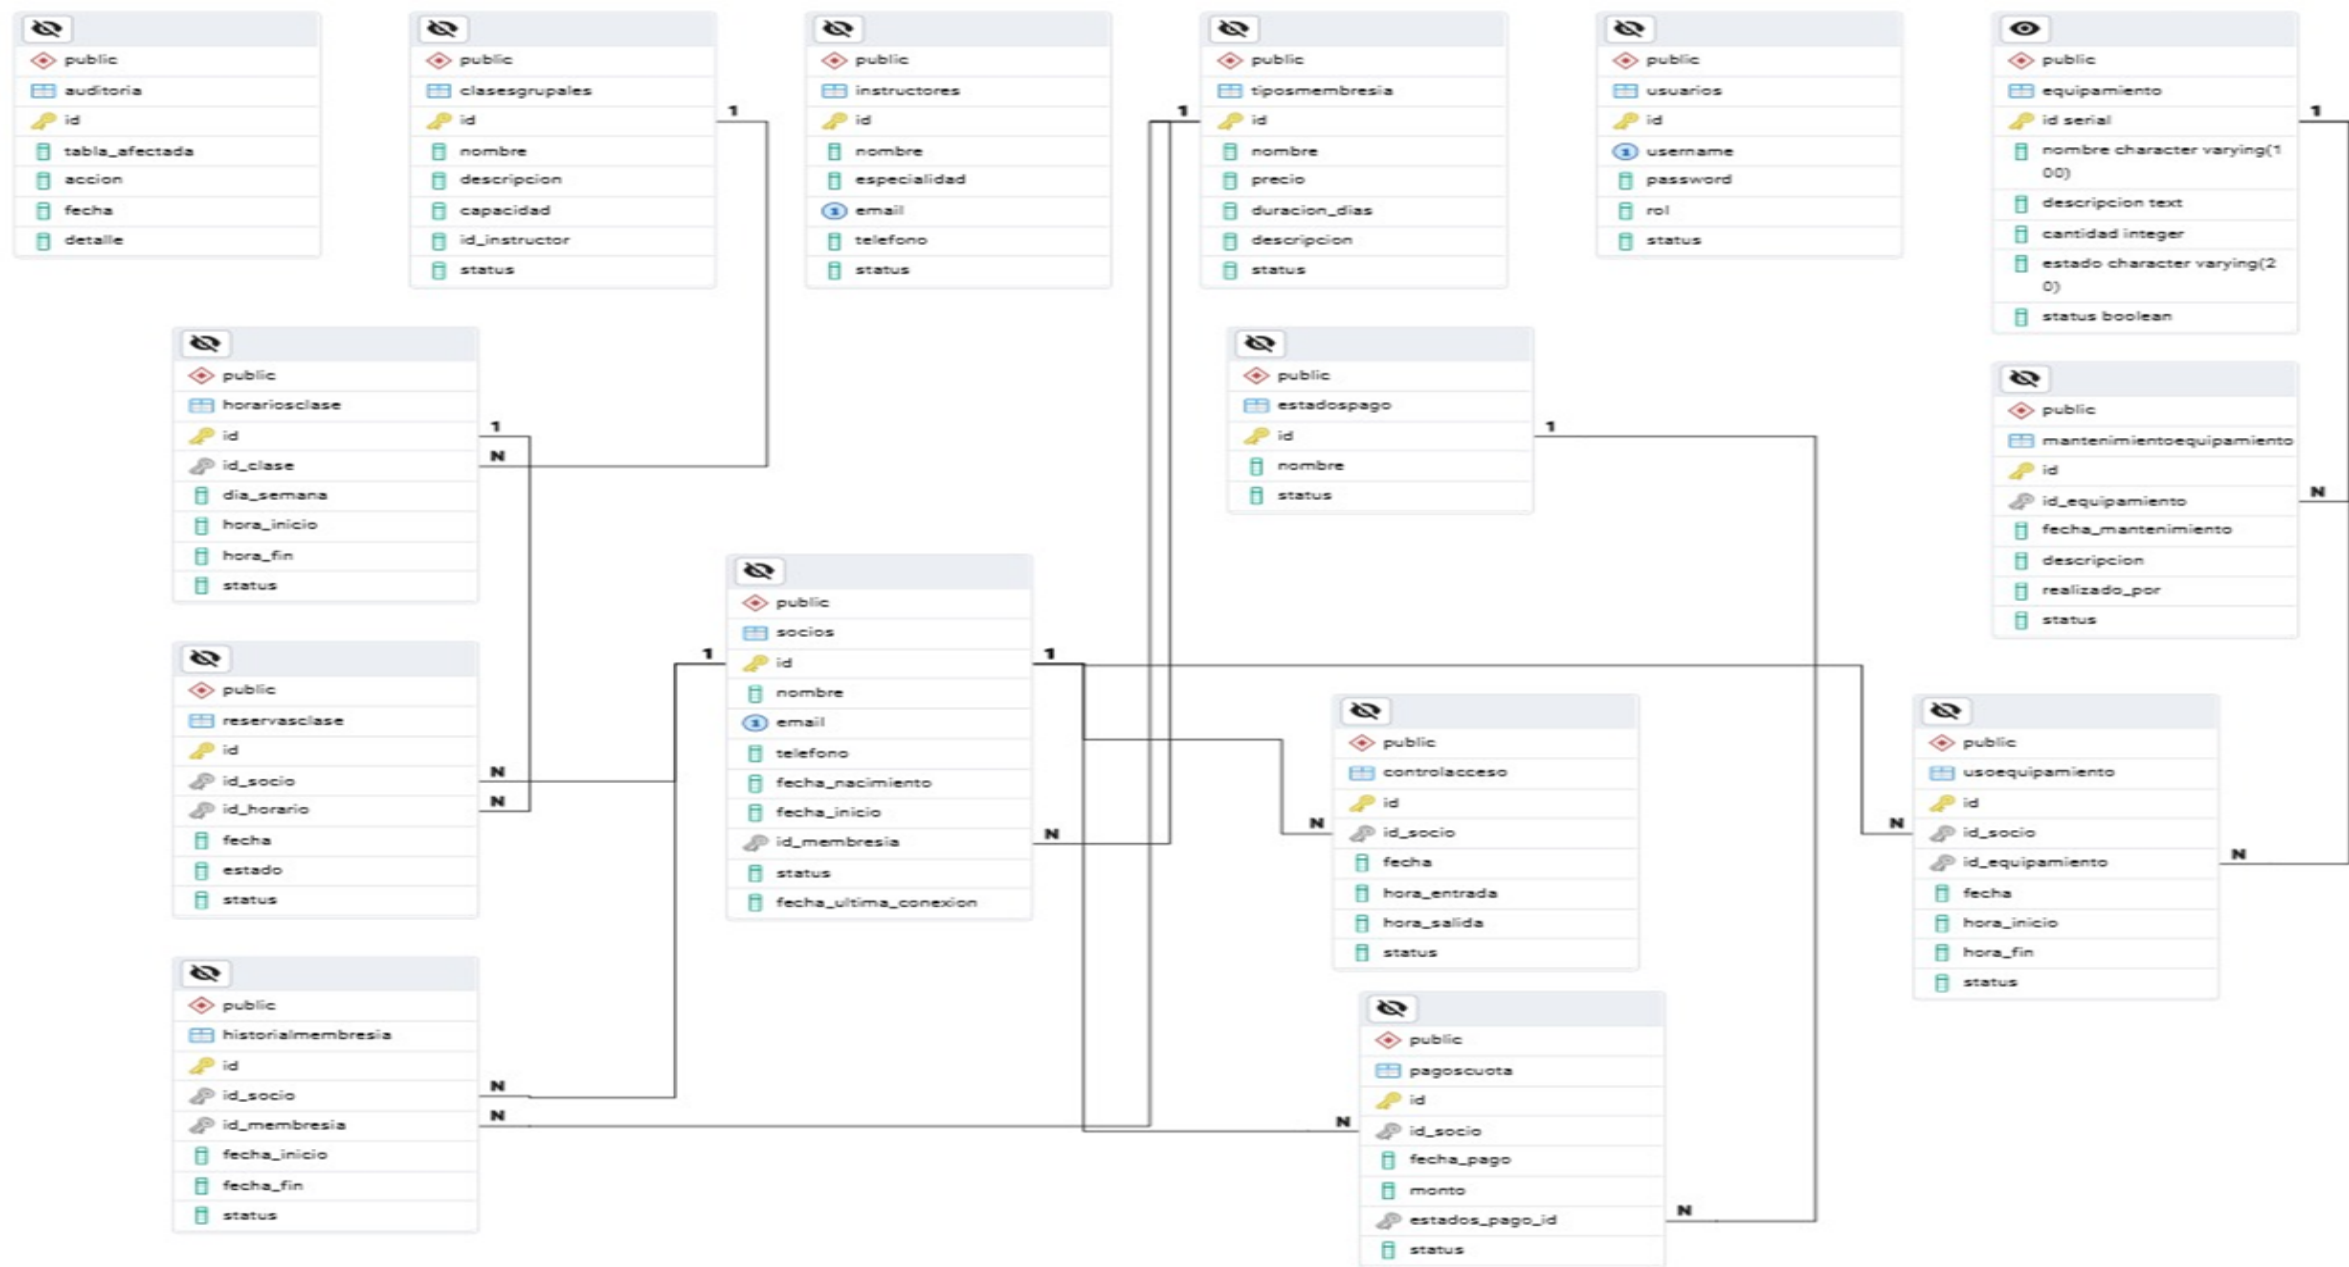 public
auditoria
id
tabla_afectada
accion
fecha
detalle
public
clasesgrupales
1
id
nombre
descripcion
capacidad
id_instructor
status
public
instructores
id
nombre
especialidad
email
telefono
status
public
tiposmembresia
1
id
nombre
precio
duracion_dias
descripcion
status
public
usuarios
id
username
password
rol
status
public
equipamiento
1
id serial
nombre character varying(1
00)
descripcion text
cantidad integer
estado character varying(2
0)
status boolean
public
horariosclase
1
id
N
id_clase
dia_semana
hora_inicio
hora_fin
status
public
estadospago
1
id
nombre
status
public
mantenimientoequipamiento
id
N
id_equipamiento
fecha_mantenimiento
descripcion
realizado_por
status
public
reservasclase
id
N
id_socio
N
id_horario
fecha
estado
status
public
socios
1
1
id
nombre
email
telefono
fecha_nacimiento
fecha_inicio
N
id_membresia
status
fecha_ultima_conexion
public
controlacceso
id
N
id_socio
fecha
hora_entrada
hora_salida
status
public
usoequipamiento
id
N
id_socio
N
id_equipamiento
fecha
hora_inicio
hora_fin
status
public
historialmembresia
id
N
id_socio
N
id_membresia
fecha_inicio
fecha_fin
status
public
pagoscuota
id
N
id_socio
fecha_pago
monto
N
estados_pago_id
status